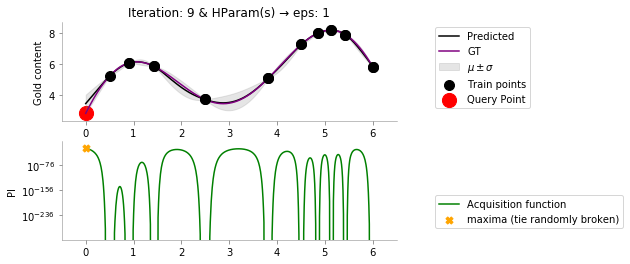 Iteration: 9 & HParam(s) → eps: 1
Gold content
8
6
4
0 1 2 3 4 5 6
Predicted
GT
μ ± σ
Train points
Query Point
PI
10^-76
10^-156
10^-236
0 1 2 3 4 5 6
Acquisition function
maxima (tie randomly broken)